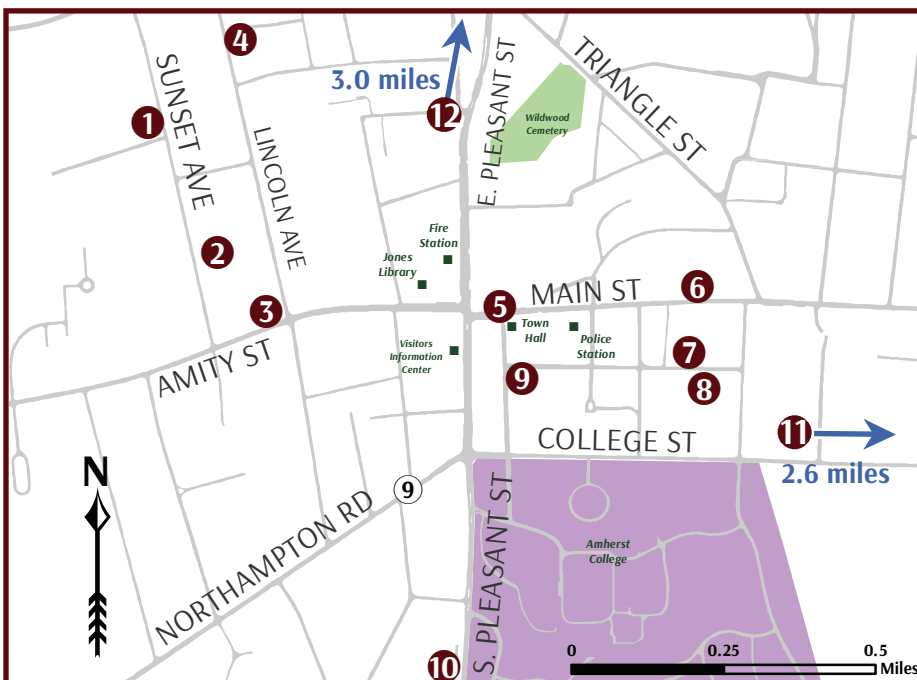 4
SUNSET AVE
1
LINCOLN AVE
2
3
AMITY ST
3.0 miles
12
E. PLEASANT ST
Wildwood
Cemetery
TRIANGLE ST
Fire
Station
Jones
Library
MAIN ST
5
6
Town
Hall
Police
Station
Visitors
Information
Center
7
9
8
COLLEGE ST
11
2.6 miles
N
NORTHAMPTON RD
9
S. PLEASANT ST
Amherst
College
10
0
0.25
0.5
Miles